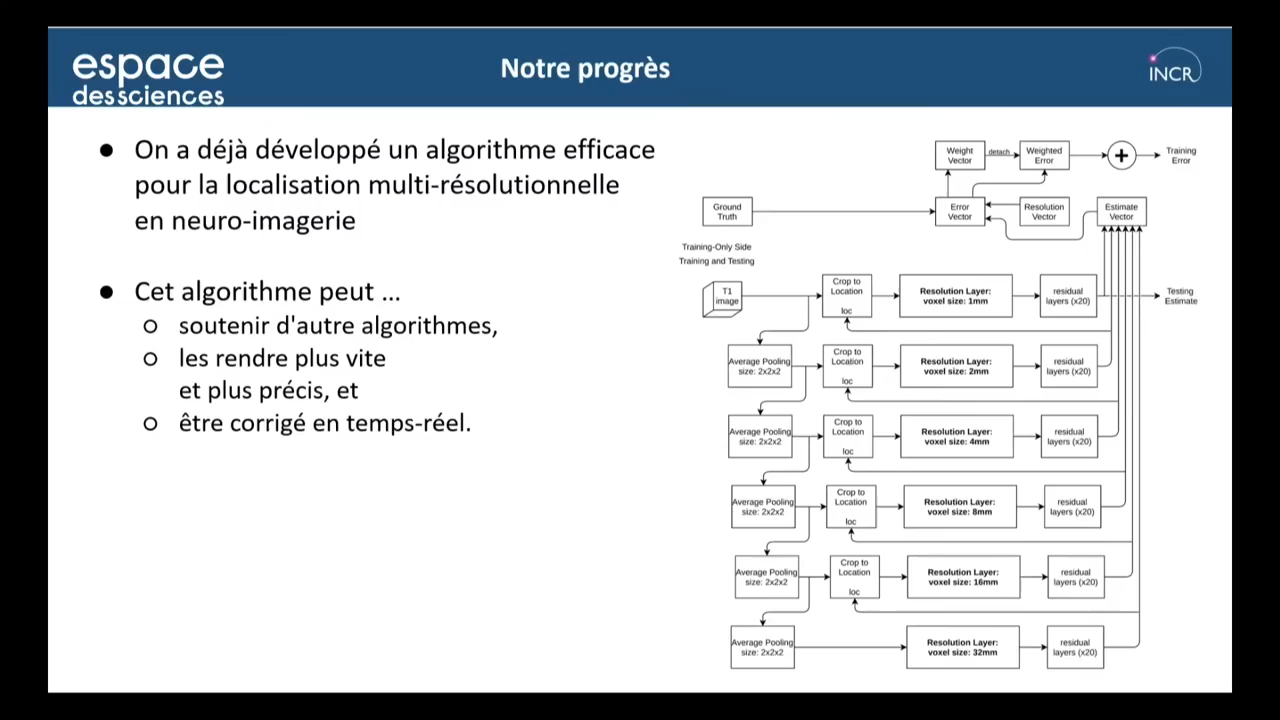 espace
des sciences
Notre progrès
INCR
● On a déjà développé un algorithme efficace
pour la localisation multi-résolutionnelle
en neuro-imagerie
● Cet algorithme peut ...
○ soutenir d'autre algorithmes,
○ les rendre plus vite
et plus précis, et
○ être corrigé en temps-réel.
Weight
Vector
detach
Weighted
Error
+
Training
Error
Ground
Truth
Error
Vector
Resolution
Vector
Estimate
Vector
Training-Only Side
Training and Testing
T1
image
Crop to
Location
loc
Resolution Layer:
voxel size: 1mm
residual
layers (x20)
Testing
Estimate
Average Pooling
size: 2x2x2
Crop to
Location
loc
Resolution Layer:
voxel size: 2mm
residual
layers (x20)
Average Pooling
size: 2x2x2
Crop to
Location
loc
Resolution Layer:
voxel size: 4mm
residual
layers (x20)
Average Pooling
size: 2x2x2
Crop to
Location
loc
Resolution Layer:
voxel size: 8mm
residual
layers (x20)
Average Pooling
size: 2x2x2
Crop to
Location
loc
Resolution Layer:
voxel size: 16mm
residual
layers (x20)
Average Pooling
size: 2x2x2
Resolution Layer:
voxel size: 32mm
residual
layers (x20)